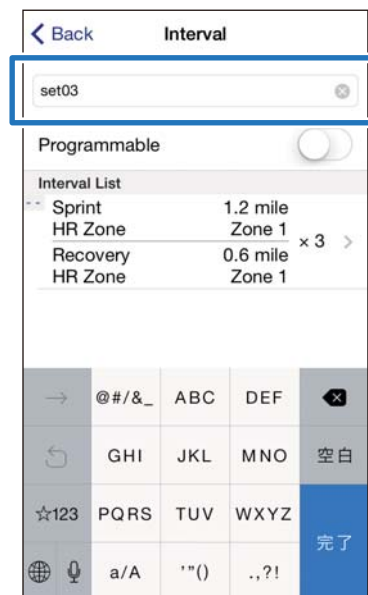 Back Interval
set03
Programmable
Interval List
-- Sprint 1.2 mile
HR Zone Zone 1
× 3
Recovery 0.6 mile
HR Zone Zone 1
→ @#/&_ ABC DEF
GHI JKL MNO 空白
☆123 PQRS TUV WXYZ
完了
a/A '"() .,?!